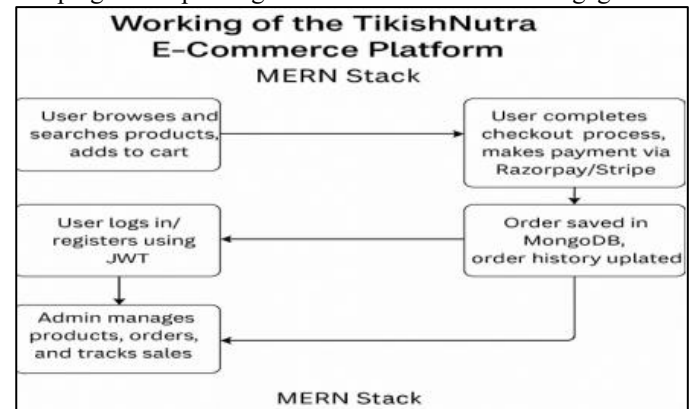 Working of the TikishNutra
E-Commerce Platform
MERN Stack
User browses and
searches products,
adds to cart
User completes
checkout process,
makes payment via
Razorpay/Stripe
User logs in/
registers using
JWT
Order saved in
MongoDB,
order history uplated
Admin manages
products, orders,
and tracks sales
MERN Stack